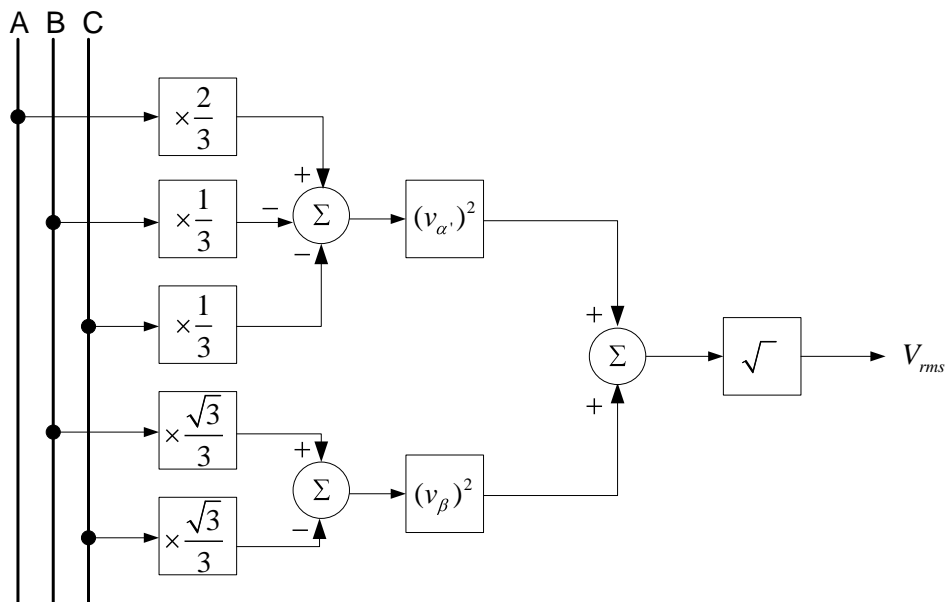 A B C
×2/3
+
×1/3
−
Σ
(v_α')²
−
×1/3
+
Σ
√
V_rms
+
×√3/3
+
Σ
(v_β)²
−
×√3/3